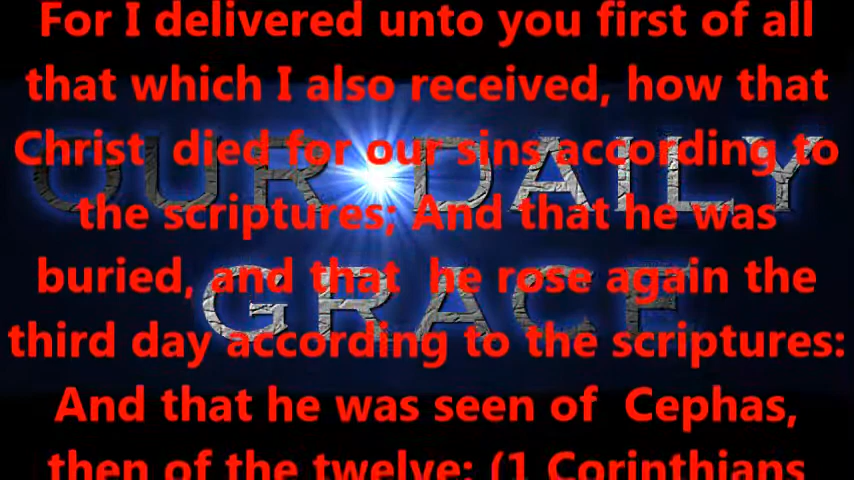 For I delivered unto you first of all
that which I also received, how that
Christ died for our sins according to
the scriptures; And that he was
buried, and that he rose again the
third day according to the scriptures:
And that he was seen of Cephas,
then of the twelve: (1 Corinthians
OUR DAILY
GRACE